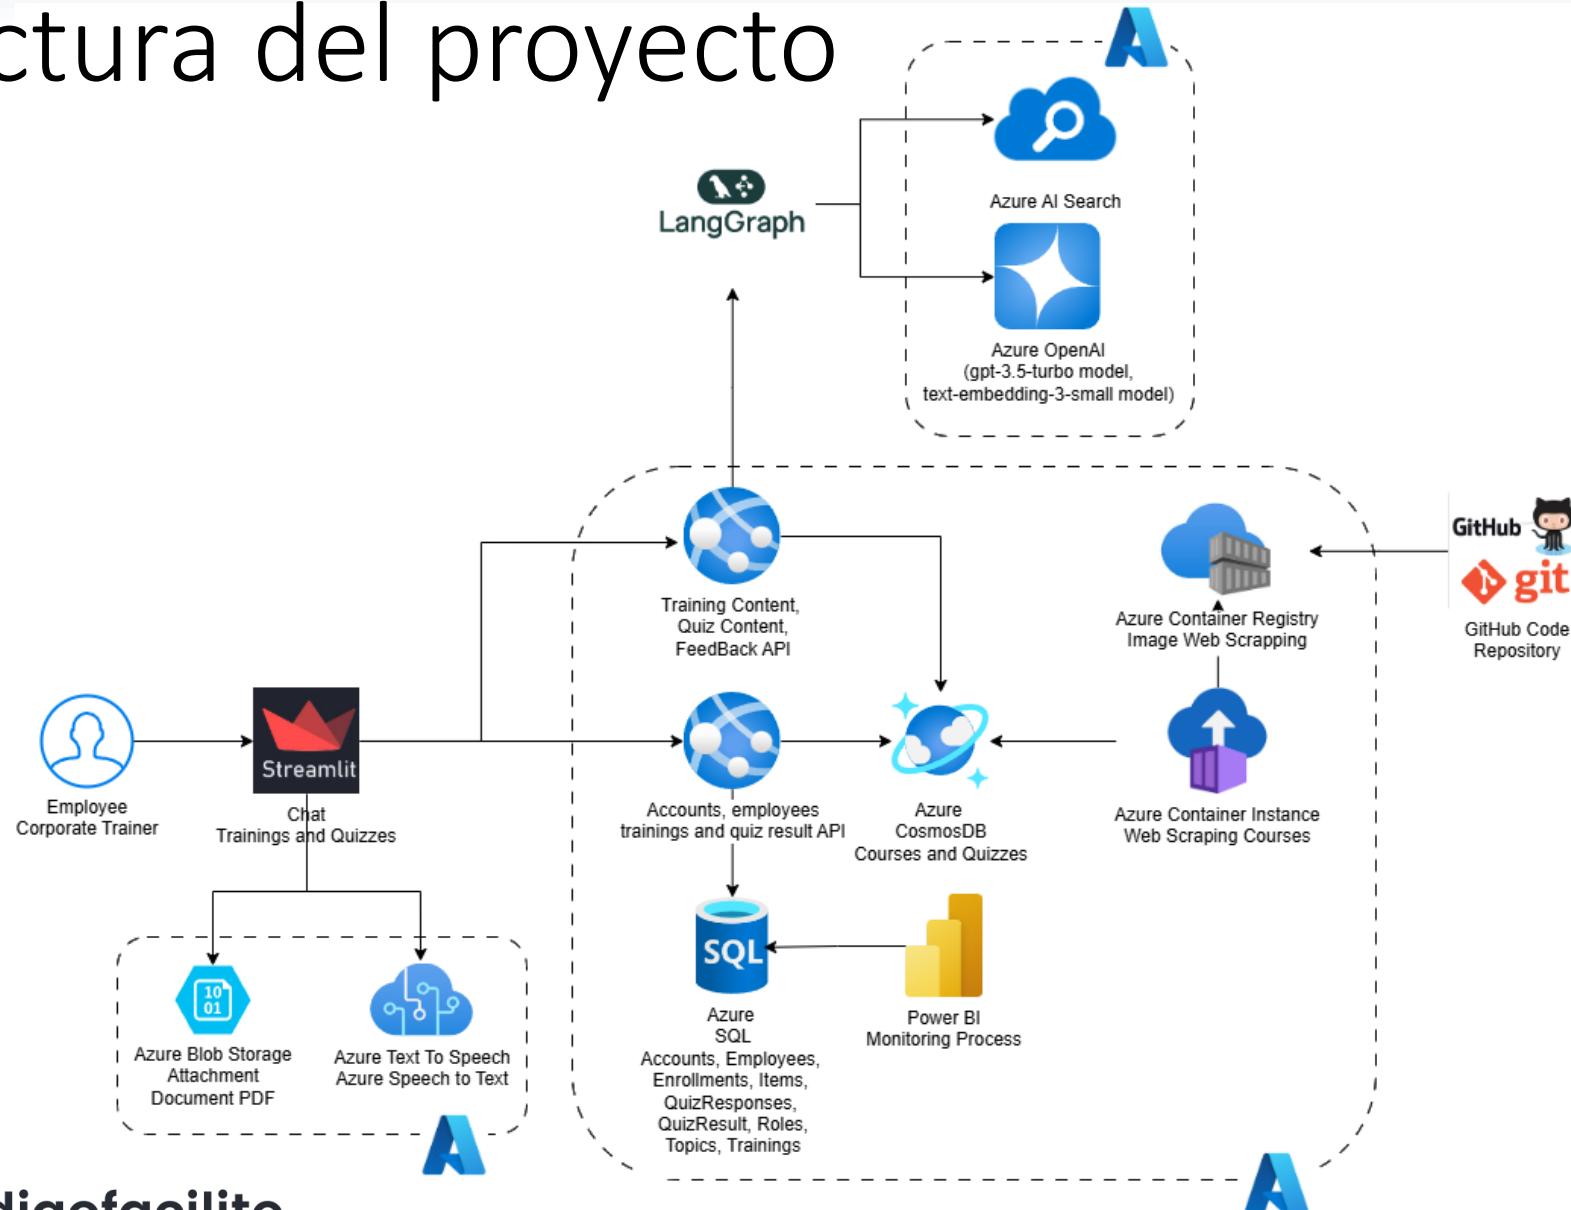 ctura del proyecto
Azure AI Search
LangGraph
Azure OpenAI
(gpt-3.5-turbo model,
text-embedding-3-small model)
Training Content,
Quiz Content,
FeedBack API
Azure Container Registry
Image Web Scrapping
GitHub
git
GitHub Code
Repository
Streamlit
Employee
Corporate Trainer
Chat
Trainings and Quizzes
Accounts, employees
trainings and quiz result API
Azure
CosmosDB
Courses and Quizzes
Azure Container Instance
Web Scraping Courses
10
01
Azure Blob Storage
Attachment
Document PDF
Azure Text To Speech
Azure Speech to Text
SQL
Azure
SQL
Accounts, Employees,
Enrollments, Items,
QuizResponses,
QuizResult, Roles,
Topics, Trainings
Power BI
Monitoring Process
digofacilito